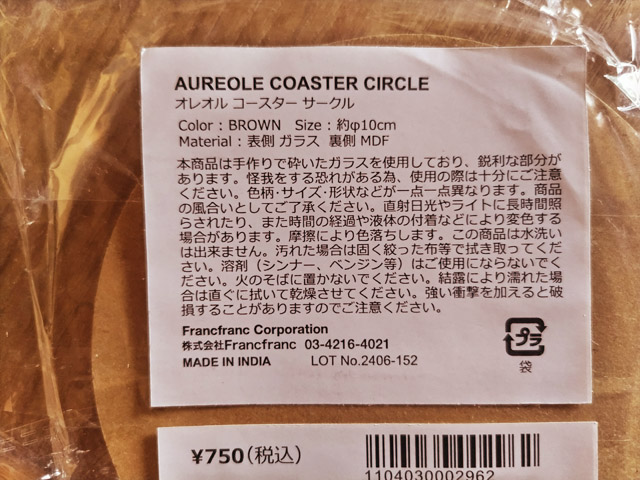 AUREOLE COASTER CIRCLE
オレオル コースター サークル
Color : BROWN Size : 約φ10cm
Material : 表側 ガラス 裏側 MDF
本商品は手作りで砕いたガラスを使用しており、鋭利な部分が
あります。怪我をする恐れがある為、使用の際は十分にご注意
ください。色柄・サイズ・形状などが一点一点異なります。商品
の風合いとしてご了承ください。直射日光やライトに長時間照
らされたり、また時間の経過や液体の付着などにより変色する
場合があります。摩擦により色落ちします。この商品は水洗い
は出来ません。汚れた場合は固く絞った布等で拭き取ってくだ
さい。溶剤（シンナー、ベンジン等）はご使用にならないでく
ださい。火のそばに置かないでください。結露により濡れた場
合は直ぐに拭いて乾燥させてください。強い衝撃を加えると破
損することがありますのでご注意ください。
Francfranc Corporation
株式会社Francfranc 03-4216-4021
MADE IN INDIA LOT No.2406-152
プラ
袋
¥750(税込)
1104030002962